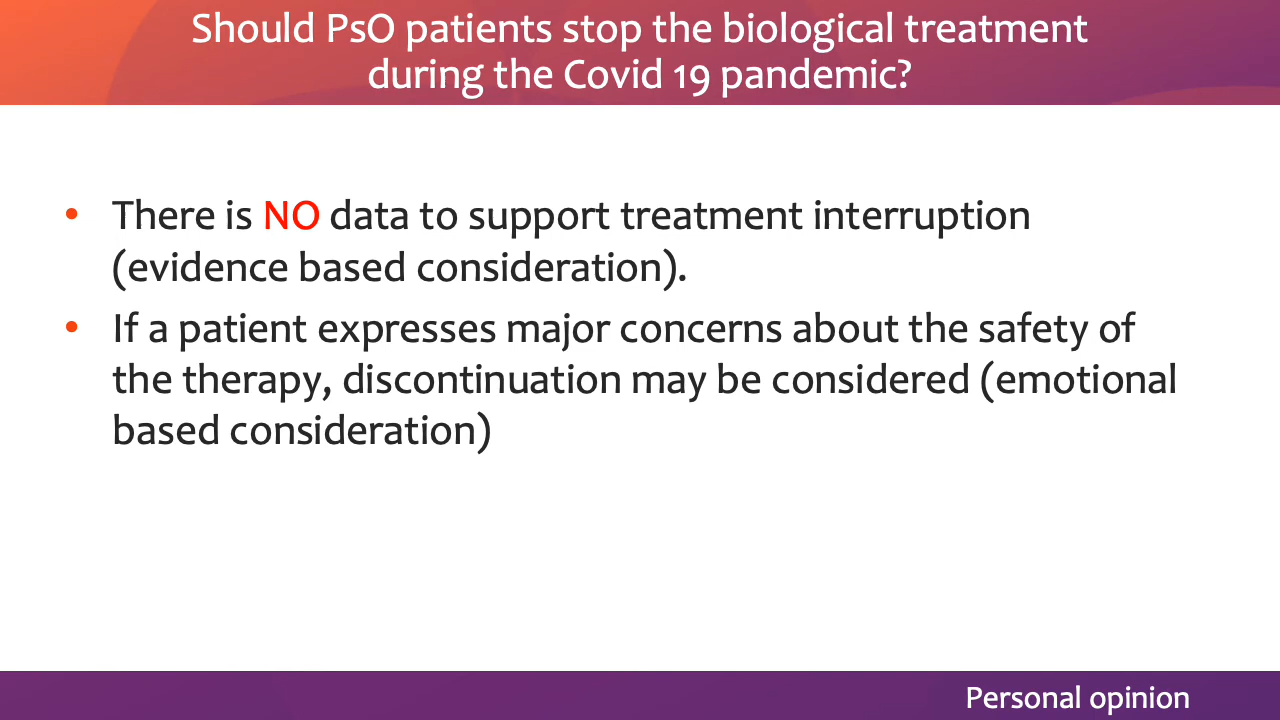 Should PsO patients stop the biological treatment
during the Covid 19 pandemic?
• There is NO data to support treatment interruption
(evidence based consideration).
• If a patient expresses major concerns about the safety of
the therapy, discontinuation may be considered (emotional
based consideration)
Personal opinion